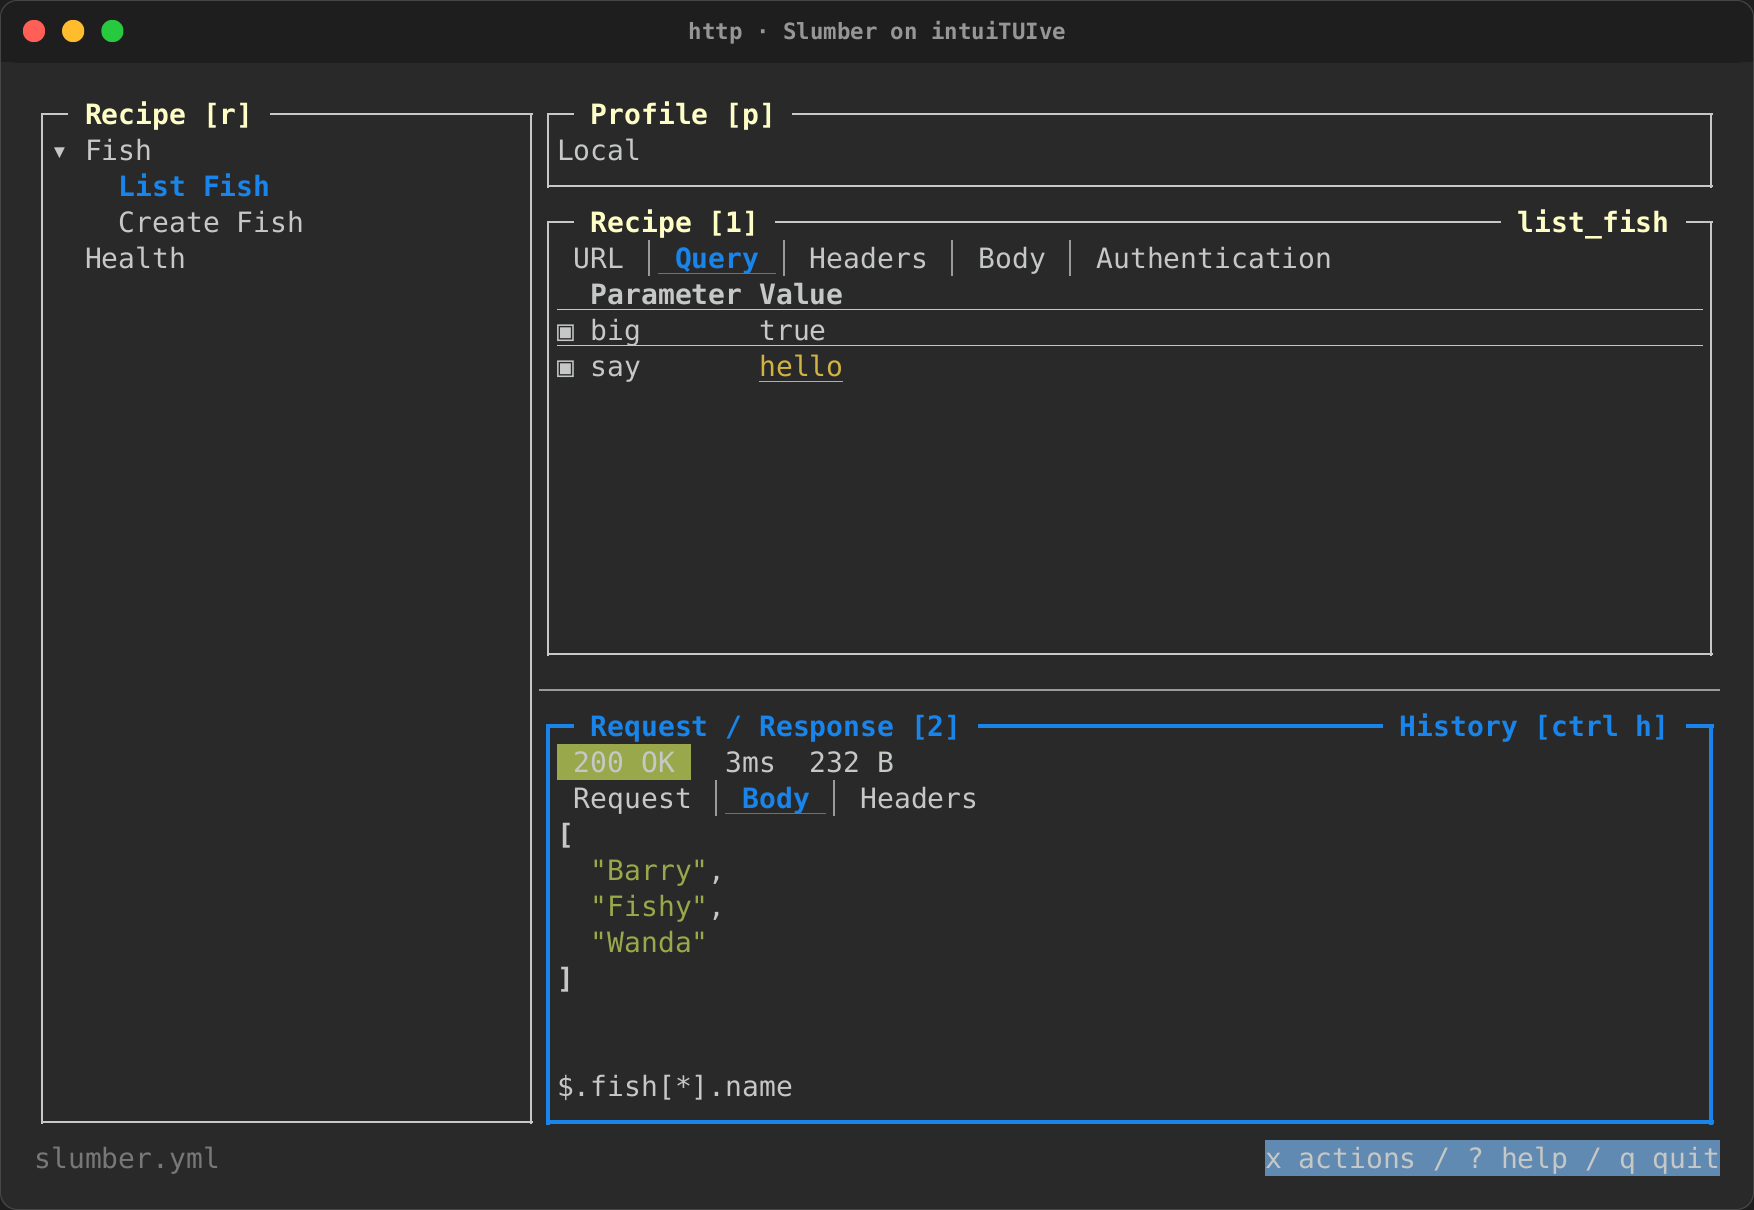 http · Slumber on intuiTUIve
Recipe [r]
▾ Fish
List Fish
Create Fish
Health
Profile [p]
Local
Recipe [1] list_fish
URL │ Query │ Headers │ Body │ Authentication
Parameter Value
▣ big true
▣ say hello
Request / Response [2] History [ctrl h]
200 OK 3ms 232 B
Request │ Body │ Headers
[
"Barry",
"Fishy",
"Wanda"
]
$.fish[*].name
slumber.yml
x actions / ? help / q quit